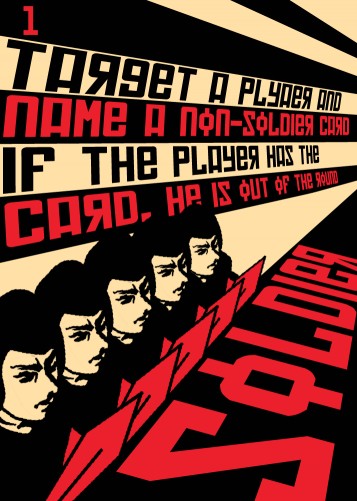 1
TARGET A PLYAER AND
NAME A NON-SOLDIER CARD
IF THE PLAYER HAS THE
CARD, HE IS OUT OF THE ROUND
SOLDIER